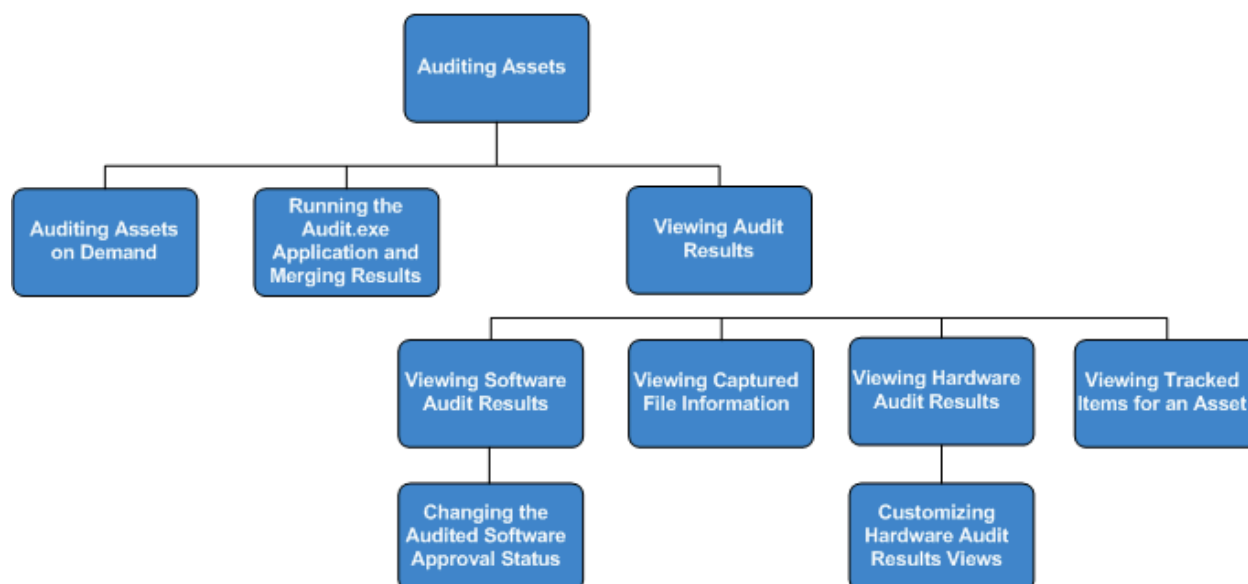 Auditing Assets
Auditing Assets
on Demand
Running the
Audit.exe
Application and
Merging Results
Viewing Audit
Results
Viewing Software
Audit Results
Viewing Captured
File Information
Viewing Hardware
Audit Results
Viewing Tracked
Items for an Asset
Changing the
Audited Software
Approval Status
Customizing
Hardware Audit
Results Views